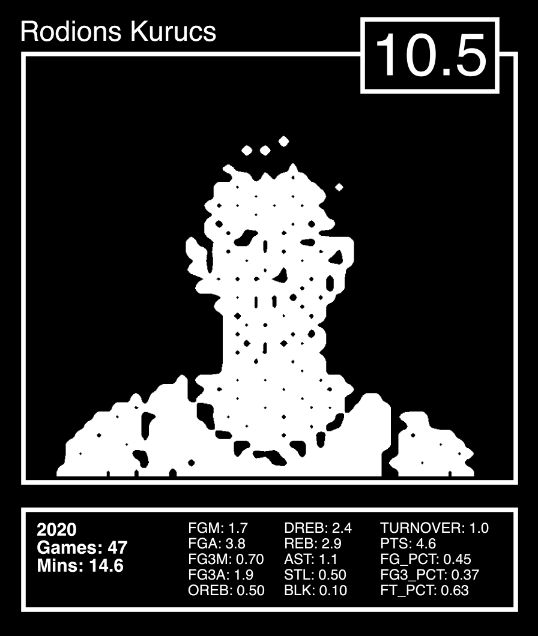 Rodions Kurucs
10.5
2020
Games: 47
Mins: 14.6
FGM: 1.7
FGA: 3.8
FG3M: 0.70
FG3A: 1.9
OREB: 0.50
DREB: 2.4
REB: 2.9
AST: 1.1
STL: 0.50
BLK: 0.10
TURNOVER: 1.0
PTS: 4.6
FG_PCT: 0.45
FG3_PCT: 0.37
FT_PCT: 0.63